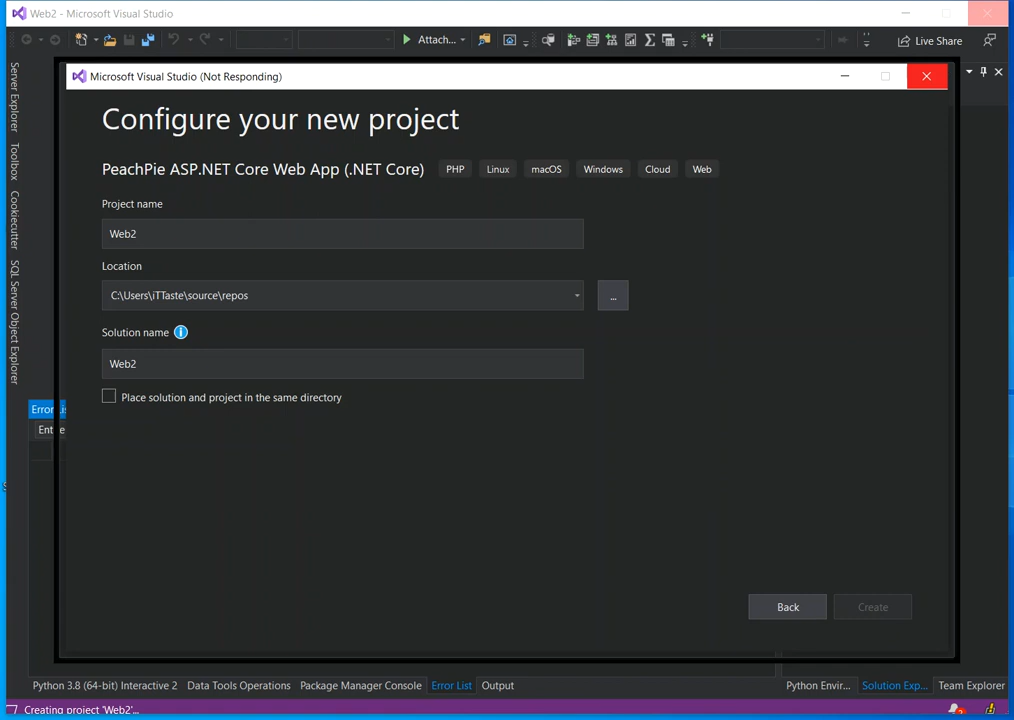 Web2 - Microsoft Visual Studio
Attach...
Live Share
Server Explorer
Toolbox
Cookiecutter
SQL Server Object Explorer
Microsoft Visual Studio (Not Responding)
Configure your new project
PeachPie ASP.NET Core Web App (.NET Core) PHP Linux macOS Windows Cloud Web
Project name
Web2
Location
C:\Users\iTTaste\source\repos
...
Solution name
Web2
Place solution and project in the same directory
Error Lis
Entire
Back Create
Python 3.8 (64-bit) Interactive 2 Data Tools Operations Package Manager Console Error List Output
Python Envir... Solution Exp... Team Explorer
Creating project 'Web2'...